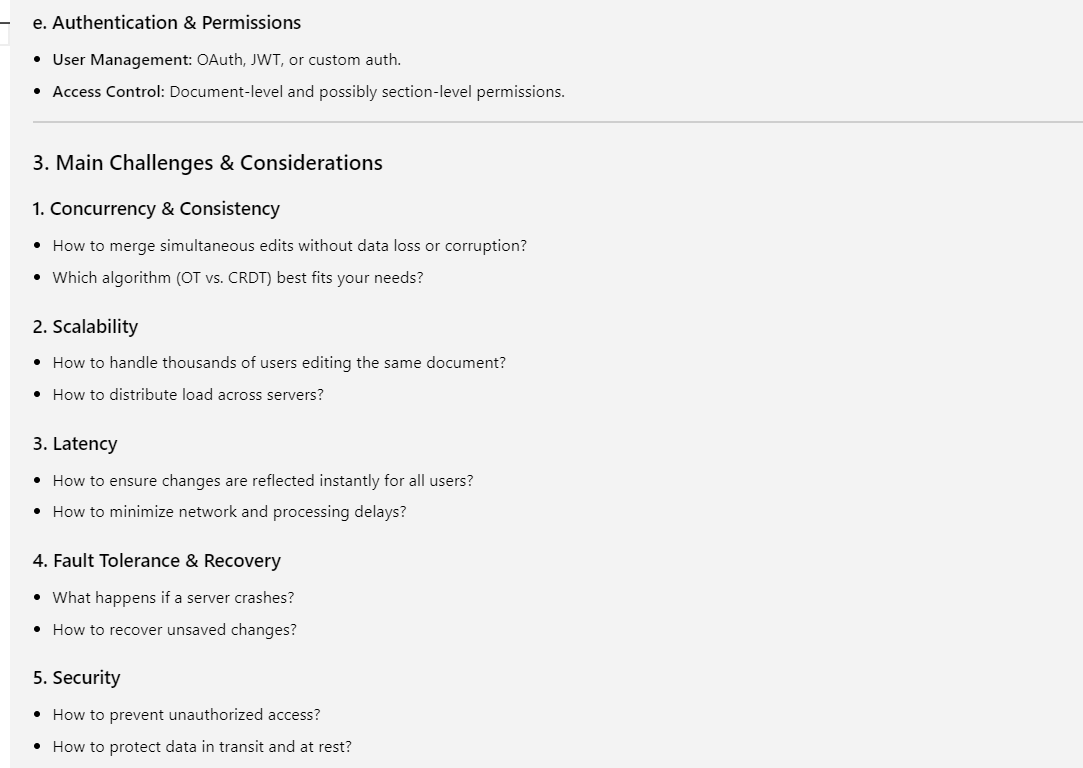 e. Authentication & Permissions
• User Management: OAuth, JWT, or custom auth.
• Access Control: Document-level and possibly section-level permissions.
3. Main Challenges & Considerations
1. Concurrency & Consistency
• How to merge simultaneous edits without data loss or corruption?
• Which algorithm (OT vs. CRDT) best fits your needs?
2. Scalability
• How to handle thousands of users editing the same document?
• How to distribute load across servers?
3. Latency
• How to ensure changes are reflected instantly for all users?
• How to minimize network and processing delays?
4. Fault Tolerance & Recovery
• What happens if a server crashes?
• How to recover unsaved changes?
5. Security
• How to prevent unauthorized access?
• How to protect data in transit and at rest?